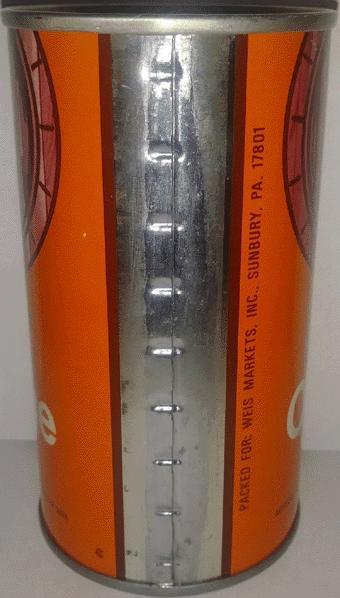 PACKED FOR: WEIS MARKETS, INC., SUNBURY, PA. 17801
e